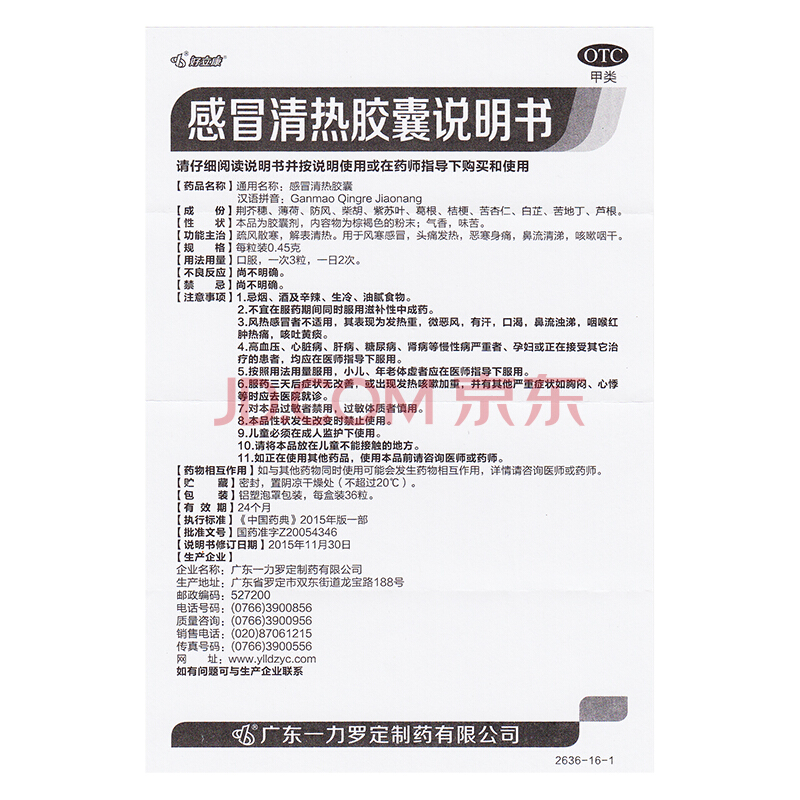 好立康®
OTC
甲类
感冒清热胶囊说明书
请仔细阅读说明书并按说明使用或在药师指导下购买和使用
【药品名称】通用名称：感冒清热胶囊
汉语拼音：Ganmao Qingre Jiaonang
【成 份】荆芥穗、薄荷、防风、柴胡、紫苏叶、葛根、桔梗、苦杏仁、白芷、苦地丁、芦根。
【性 状】本品为胶囊剂，内容物为棕褐色的粉末；气香，味苦。
【功能主治】疏风散寒，解表清热。用于风寒感冒，头痛发热，恶寒身痛，鼻流清涕，咳嗽咽干。
【规 格】每粒装0.45克
【用法用量】口服，一次3粒，一日2次。
【不良反应】尚不明确。
【禁 忌】尚不明确。
【注意事项】1.忌烟、酒及辛辣、生冷、油腻食物。
2.不宜在服药期间同时服用滋补性中成药。
3.风热感冒者不适用，其表现为发热重，微恶风，有汗，口渴，鼻流浊涕，咽喉红
肿热痛，咳吐黄痰。
4.高血压、心脏病、肝病、糖尿病、肾病等慢性病严重者、孕妇或正在接受其它治
疗的患者，均应在医师指导下服用。
5.按照用法用量服用，小儿、年老体虚者应在医师指导下服用。
6.服药三天后症状无改善，或出现发热咳嗽加重，并有其他严重症状如胸闷、心悸
等时应去医院就诊。
7.对本品过敏者禁用，过敏体质者慎用。
8.本品性状发生改变时禁止使用。
9.儿童必须在成人监护下使用。
10.请将本品放在儿童不能接触的地方。
11.如正在使用其他药品，使用本品前请咨询医师或药师。
【药物相互作用】如与其他药物同时使用可能会发生药物相互作用，详情请咨询医师或药师。
【贮 藏】密封，置阴凉干燥处（不超过20℃）。
【包 装】铝塑泡罩包装，每盒装36粒。
【有 效 期】24个月
【执行标准】《中国药典》2015年版一部
【批准文号】国药准字Z20054346
【说明书修订日期】2015年11月30日
【生产企业】
企业名称：广东一力罗定制药有限公司
生产地址：广东省罗定市双东街道龙宝路188号
邮政编码：527200
电话号码：(0766)3900856
质量咨询：(0766)3900956
销售电话：(020)87061215
传真号码：(0766)3900556
网 址：www.ylldzyc.com
如有问题可与生产企业联系
JD.COM 京东
®广东一力罗定制药有限公司
2636-16-1